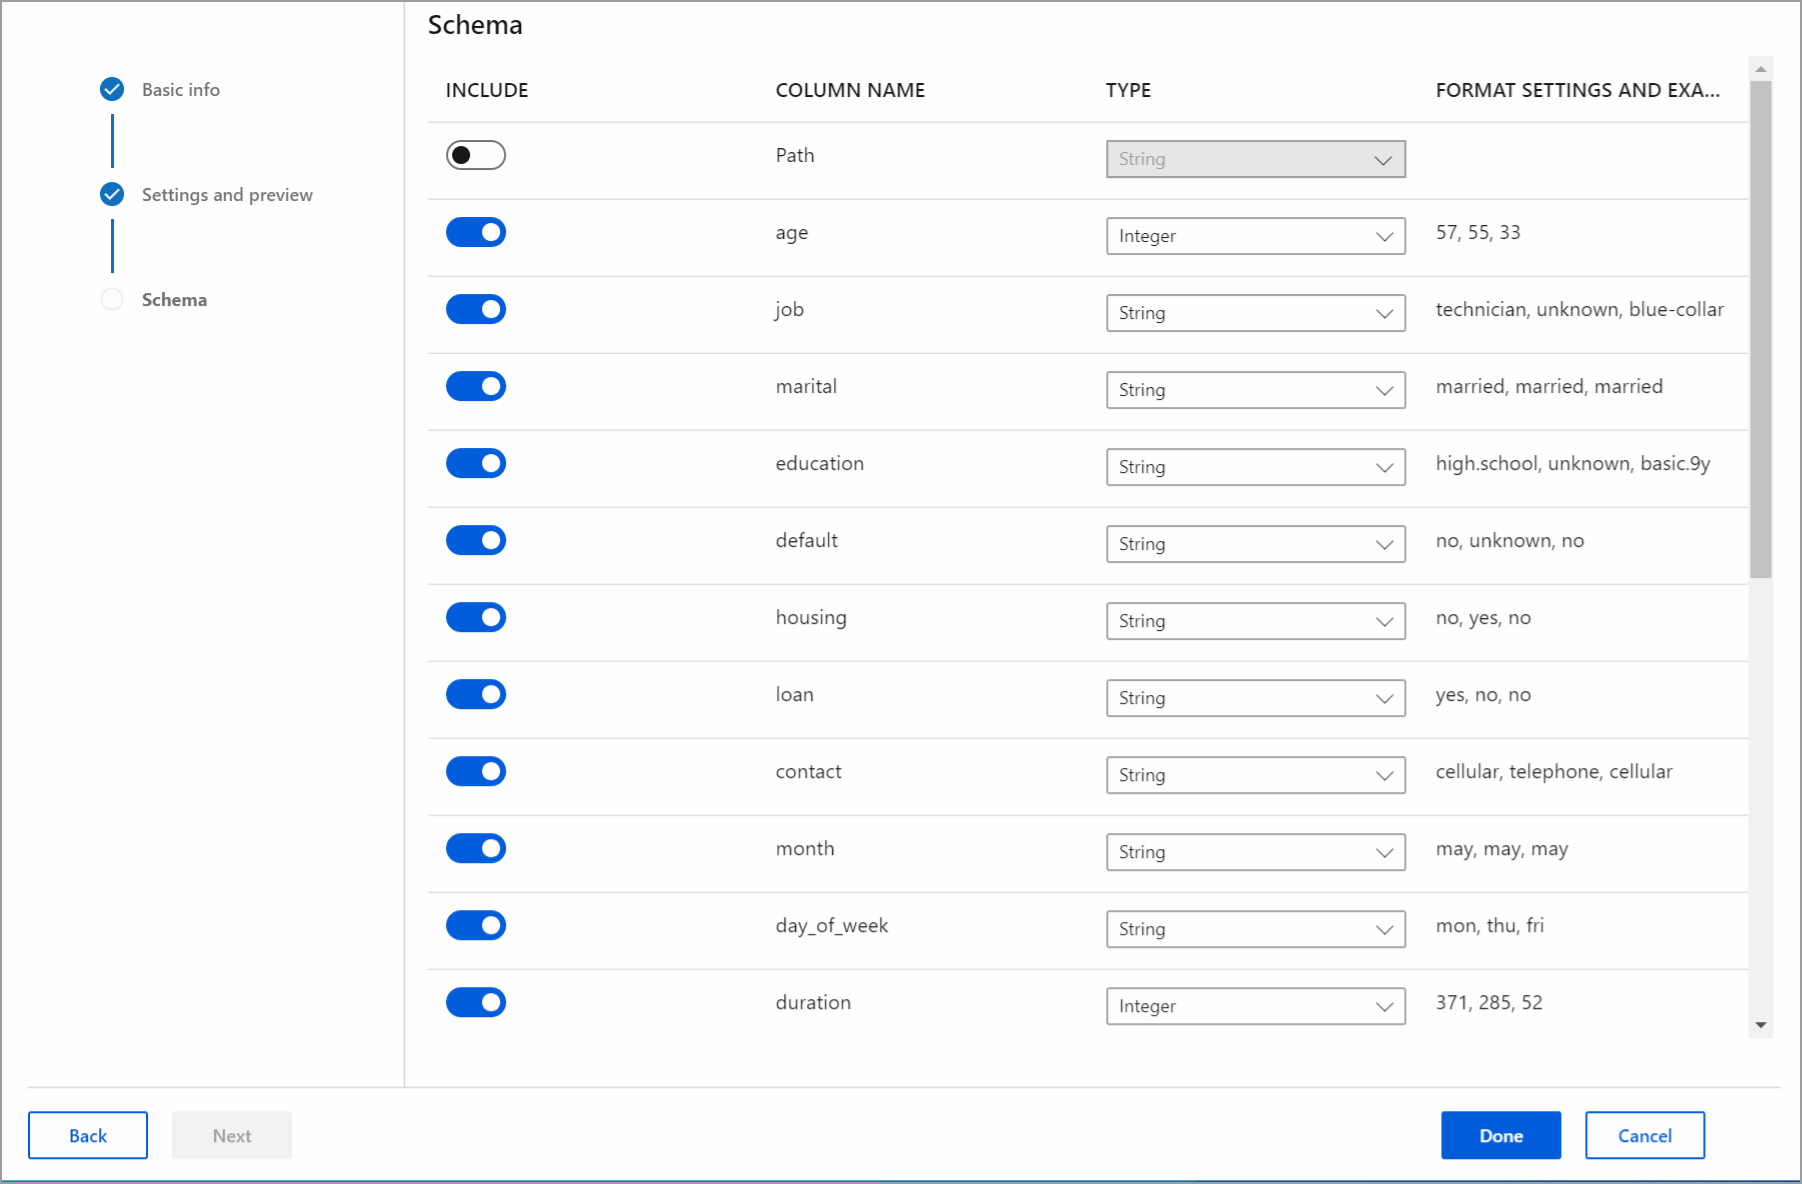 Schema
Basic info
Settings and preview
Schema
INCLUDE COLUMN NAME TYPE FORMAT SETTINGS AND EXA...
Path String
age Integer 57, 55, 33
job String technician, unknown, blue-collar
marital String married, married, married
education String high.school, unknown, basic.9y
default String no, unknown, no
housing String no, yes, no
loan String yes, no, no
contact String cellular, telephone, cellular
month String may, may, may
day_of_week String mon, thu, fri
duration Integer 371, 285, 52
Back Next Done Cancel